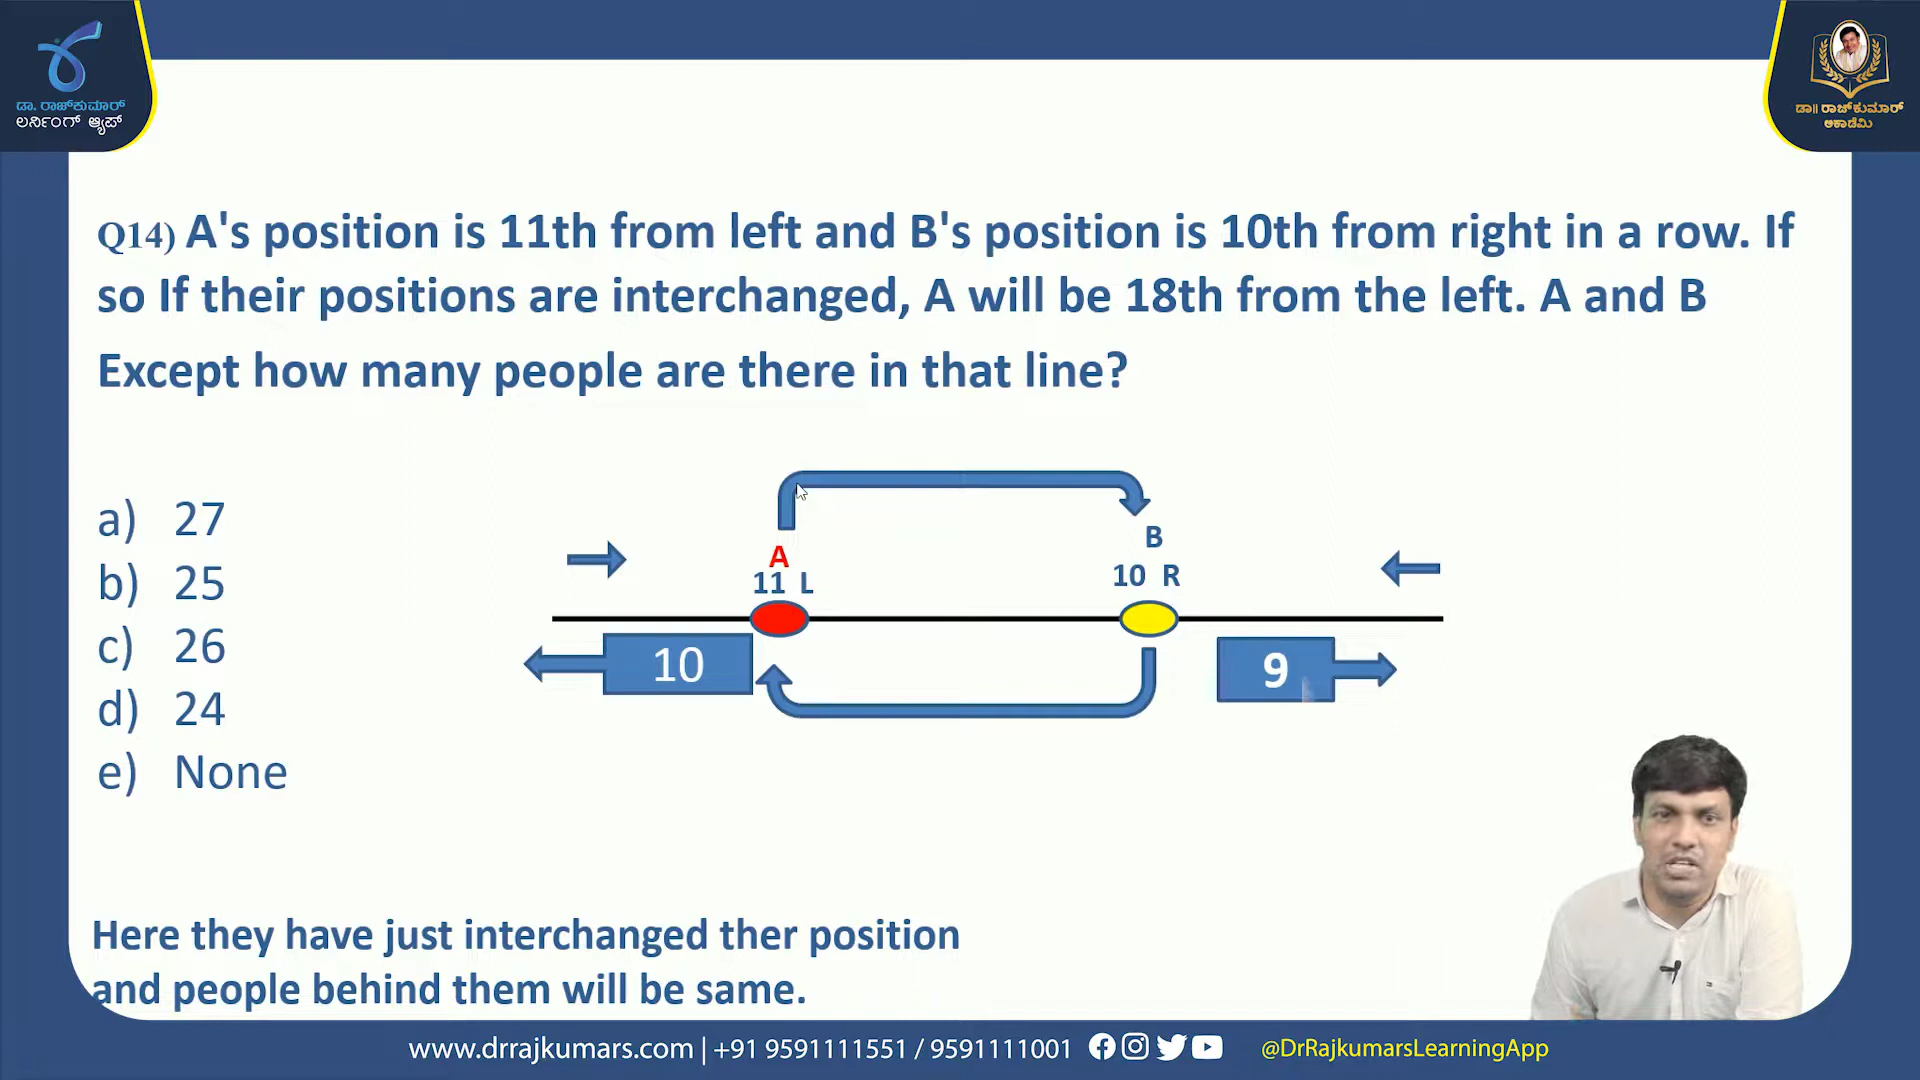 ಡಾ. ರಾಜ್‌ಕುಮಾರ್
ಲರ್ನಿಂಗ್ ಆ್ಯಪ್
ಡಾ|| ರಾಜ್‌ಕುಮಾರ್
ಅಕಾಡೆಮಿ
Q14) A's position is 11th from left and B's position is 10th from right in a row. If
so If their positions are interchanged, A will be 18th from the left. A and B
Except how many people are there in that line?
a) 27
b) 25
c) 26
d) 24
e) None
A
11 L
B
10 R
10
9
Here they have just interchanged ther position
and people behind them will be same.
www.drrajkumars.com | +91 9591111551 / 9591111001 @DrRajkumarsLearningApp